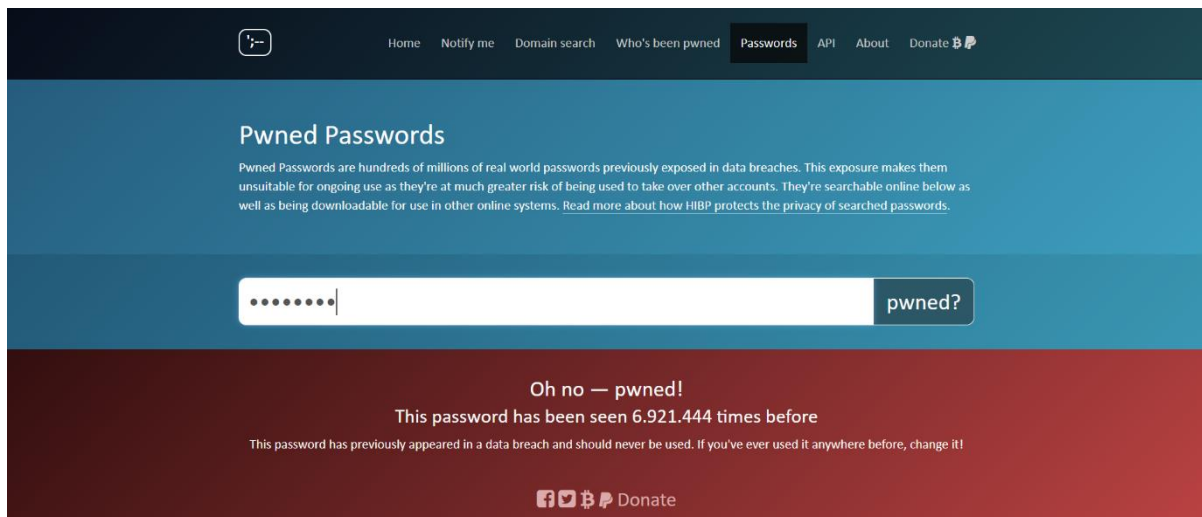 ';--
Home Notify me Domain search Who's been pwned Passwords API About Donate
Pwned Passwords
Pwned Passwords are hundreds of millions of real world passwords previously exposed in data breaches. This exposure makes them
unsuitable for ongoing use as they're at much greater risk of being used to take over other accounts. They're searchable online below as
well as being downloadable for use in other online systems. Read more about how HIBP protects the privacy of searched passwords.
••••••••
pwned?
Oh no — pwned!
This password has been seen 6.921.444 times before
This password has previously appeared in a data breach and should never be used. If you've ever used it anywhere before, change it!
Donate